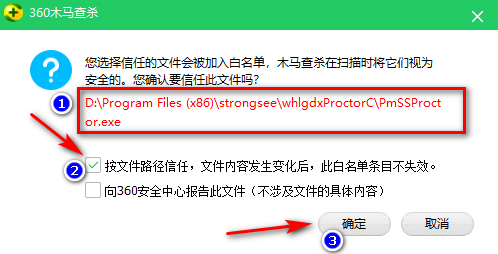 360木马查杀
您选择信任的文件会被加入白名单，木马查杀在扫描时将它们视为
安全的。您确认要信任此文件吗?
1
D:\Program Files (x86)\strongsee\whlgdxProctorC\PmSSProct
or.exe
2
按文件路径信任，文件内容发生变化后，此白名单条目不失效。
向360安全中心报告此文件（不涉及文件的具体内容）
确定
取消
3